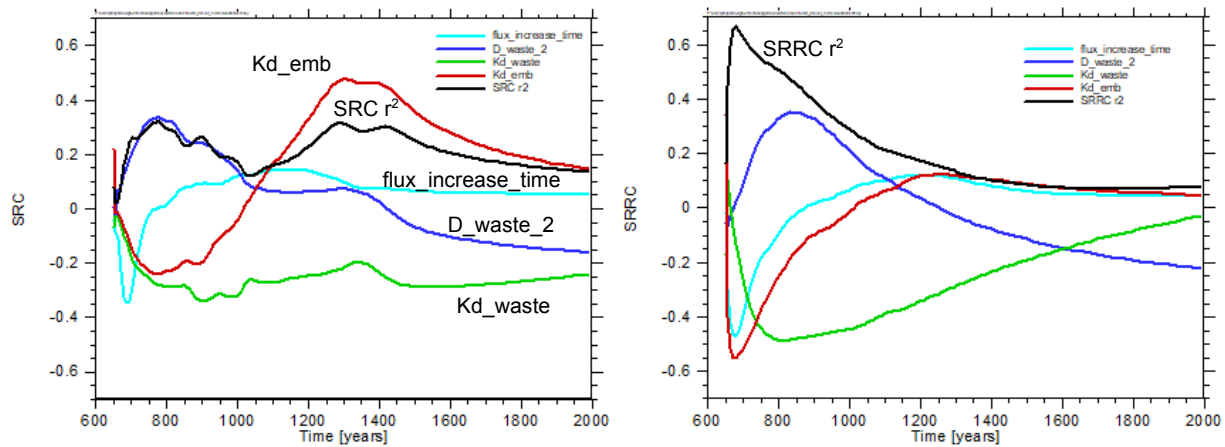 0.6
0.4
0.2
0
-0.2
-0.4
-0.6
SRC
600 800 1000 1200 1400 1600 1800 2000
Time [years]
flux_increase_time
D_waste_2
Kd_waste
Kd_emb
SRC r2
Kd_emb
SRC r²
flux_increase_time
D_waste_2
Kd_waste
0.6
0.4
0.2
0
-0.2
-0.4
-0.6
SRRC
600 800 1000 1200 1400 1600 1800 2000
Time [years]
SRRC r²
flux_increase_time
D_waste_2
Kd_waste
Kd_emb
SRRC r2